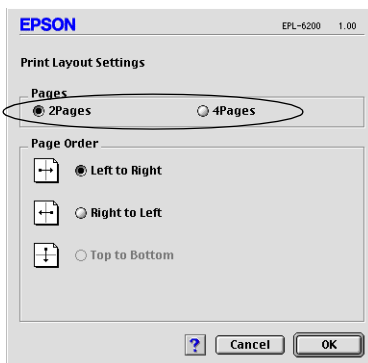 EPSON EPL-6200 1.00
Print Layout Settings
Pages
2Pages 4Pages
Page Order
Left to Right
Right to Left
Top to Bottom
? Cancel OK